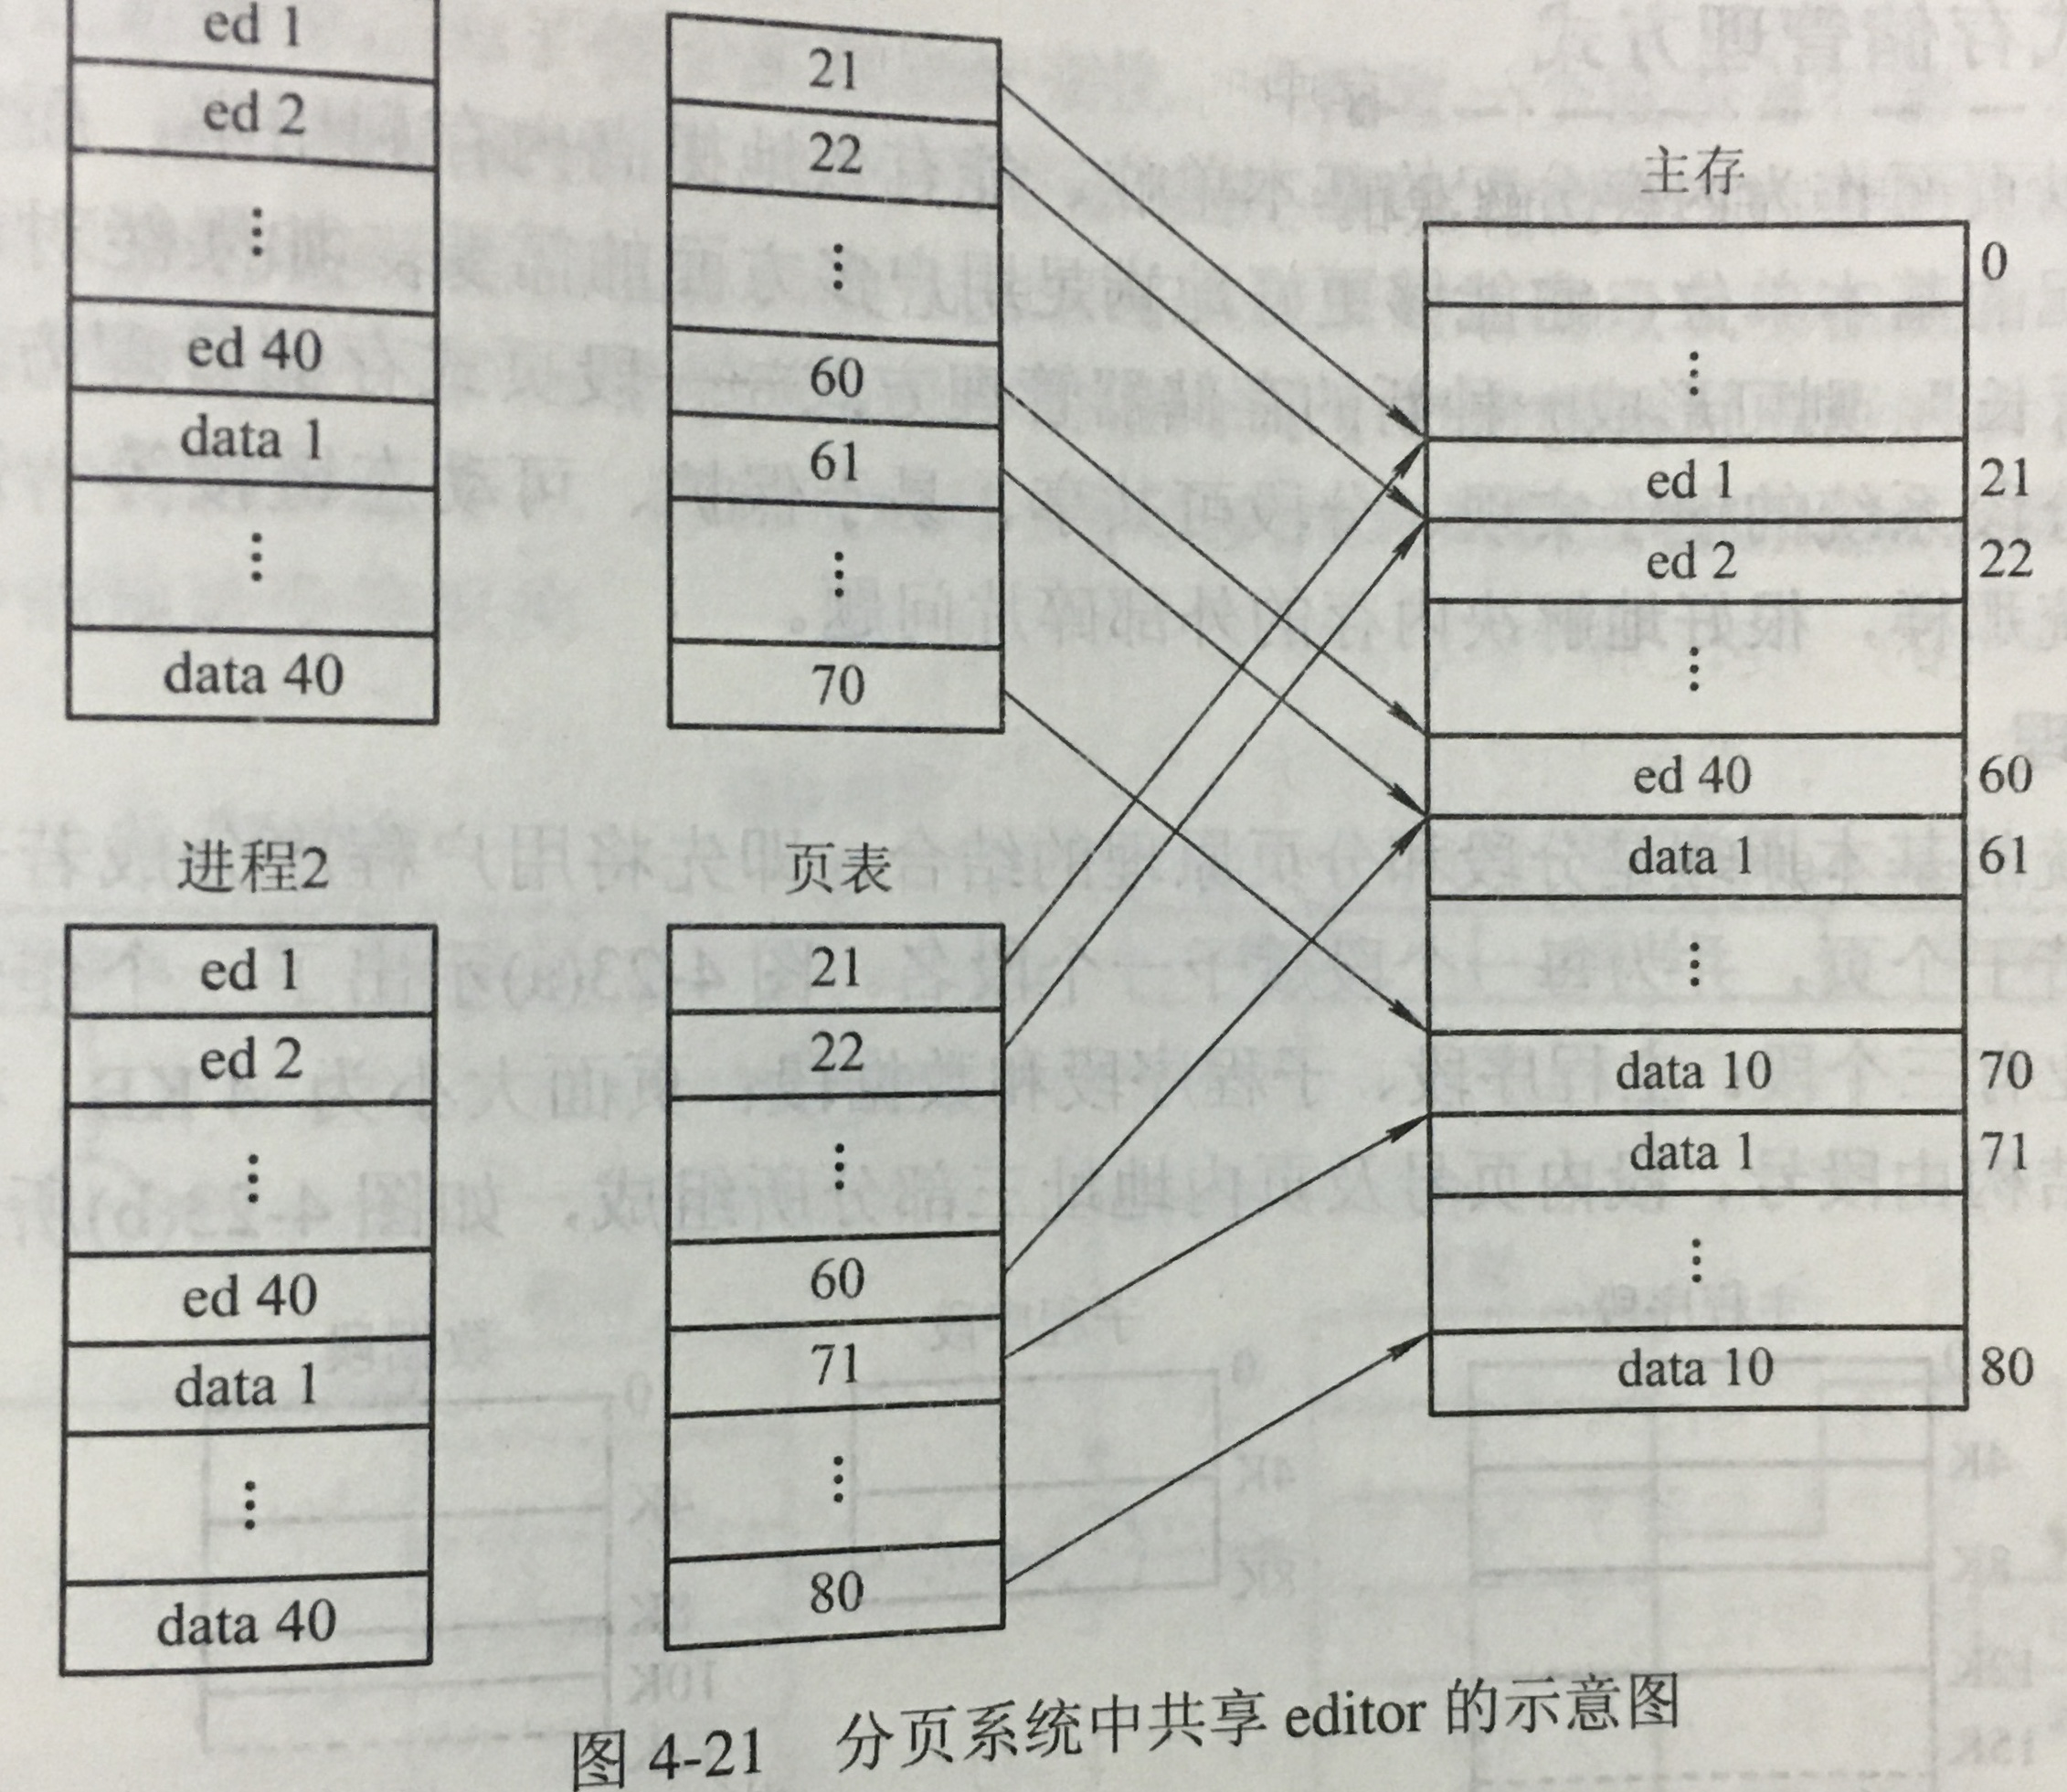 ed 1
ed 2
⋮
ed 40
data 1
⋮
data 40
21
22
⋮
60
61
⋮
70
进程2
ed 1
ed 2
⋮
ed 40
data 1
⋮
data 40
页表
21
22
⋮
60
71
⋮
80
主存
0
⋮
ed 1 21
ed 2 22
⋮
ed 40 60
data 1 61
⋮
data 10 70
data 1 71
⋮
data 10 80
图 4-21 分页系统中共享 editor 的示意图